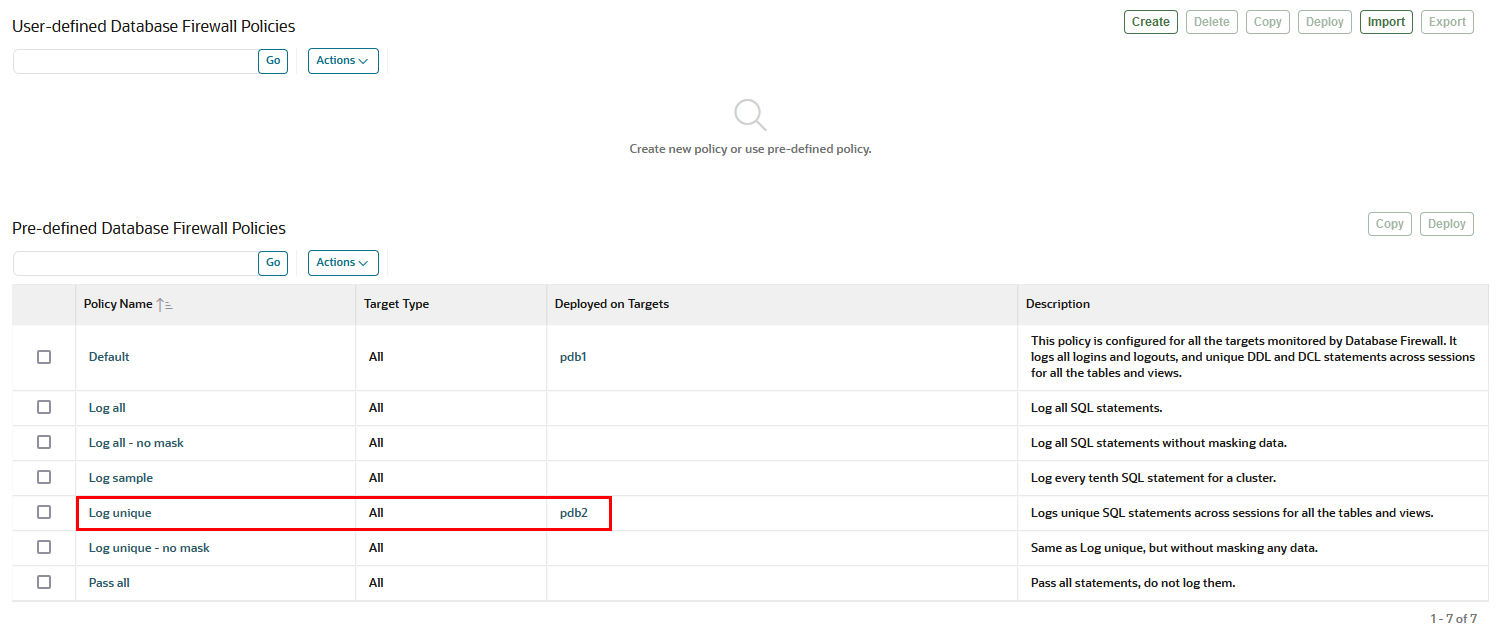 User-defined Database Firewall Policies
Create Delete Copy Deploy Import Export
Go Actions
Create new policy or use pre-defined policy.
Pre-defined Database Firewall Policies
Copy Deploy
Go Actions
Policy Name Target Type Deployed on Targets Description
Default All pdb1 This policy is configured for all the targets monitored by Database Firewall. It
logs all logins and logouts, and unique DDL and DCL statements across sessions
for all the tables and views.
Log all All Log all SQL statements.
Log all - no mask All Log all SQL statements without masking data.
Log sample All Log every tenth SQL statement for a cluster.
Log unique All pdb2 Logs unique SQL statements across sessions for all the tables and views.
Log unique - no mask All Same as Log unique, but without masking any data.
Pass all All Pass all statements, do not log them.
1 - 7 of 7